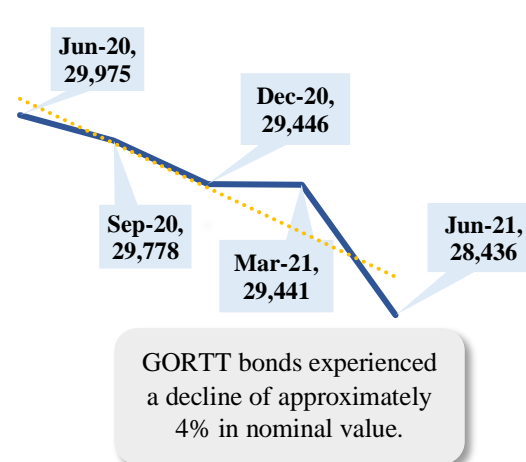 Jun-20,
29,975
Dec-20,
29,446
Sep-20,
29,778
Mar-21,
29,441
Jun-21,
28,436
GORTT bonds experienced
a decline of approximately
4% in nominal value.